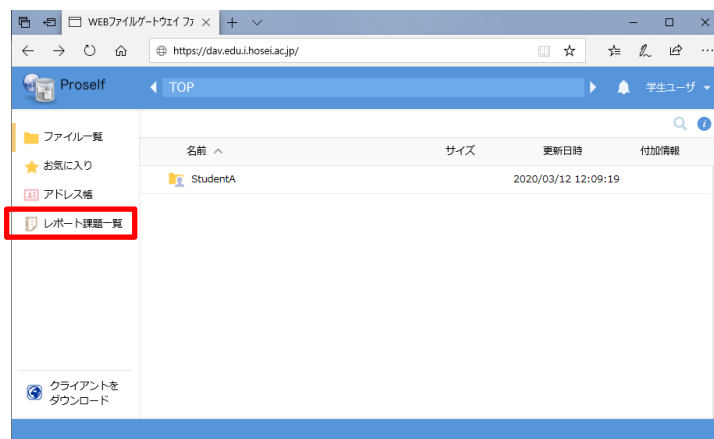 WEBファイルゲートウェイ ファ
https://dav.edu.i.hosei.ac.jp/
Proself
TOP
学生ユーザ
ファイル一覧
お気に入り
アドレス帳
レポート課題一覧
名前
サイズ
更新日時
付加情報
StudentA
2020/03/12 12:09:19
クライアントを
ダウンロード